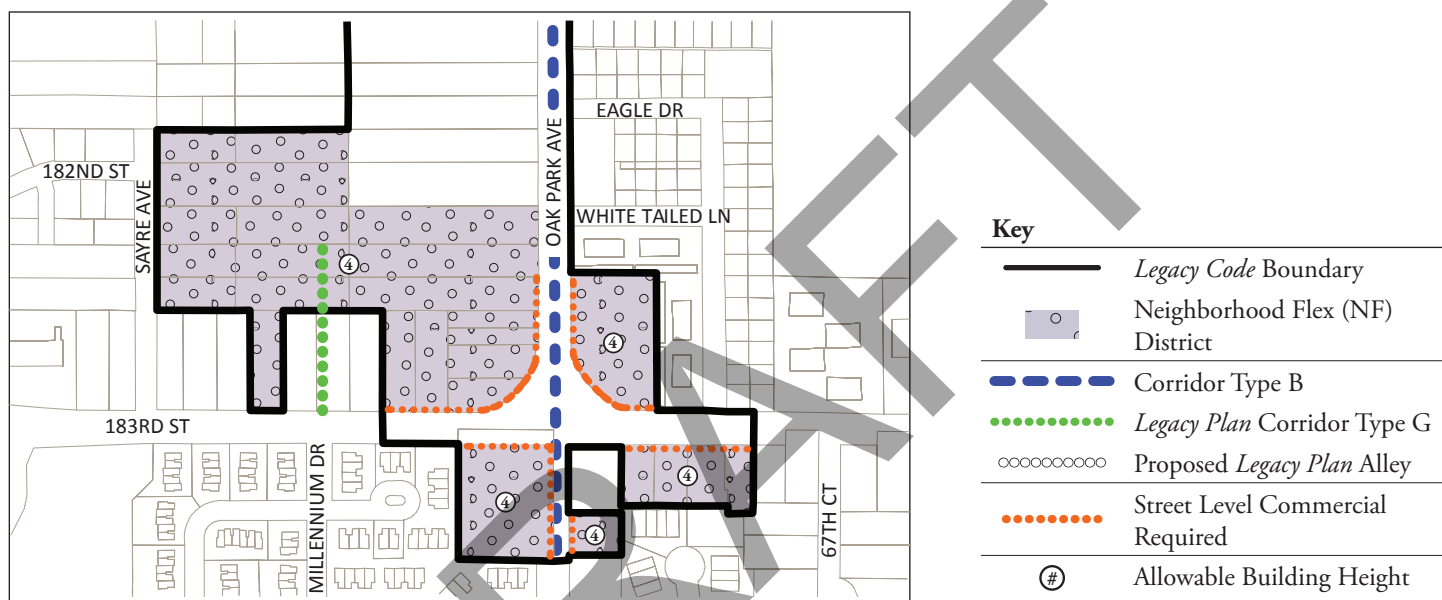 EAGLE DR
OAK PARK AVE
182ND ST
SAYRE AVE
WHITE TAILED LN
4
4
183RD ST
MILLENNIUM DR
4
4
4
67TH CT
Key
Legacy Code Boundary
Neighborhood Flex (NF)
District
Corridor Type B
Legacy Plan Corridor Type G
Proposed Legacy Plan Alley
Street Level Commercial
Required
# Allowable Building Height
DRAFT